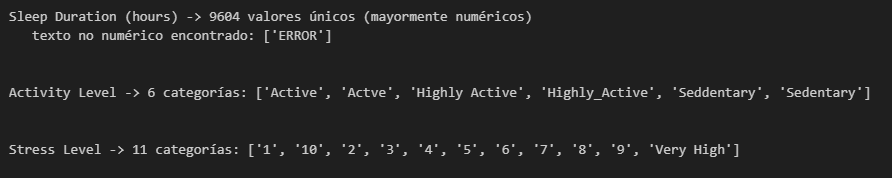 Sleep Duration (hours) -> 9604 valores únicos (mayormente numéricos)
texto no numérico encontrado: ['ERROR']
Activity Level -> 6 categorías: ['Active', 'Actve', 'Highly Active', 'Highly_Active', 'Seddentary', 'Sedentary']
Stress Level -> 11 categorías: ['1', '10', '2', '3', '4', '5', '6', '7', '8', '9', 'Very High']